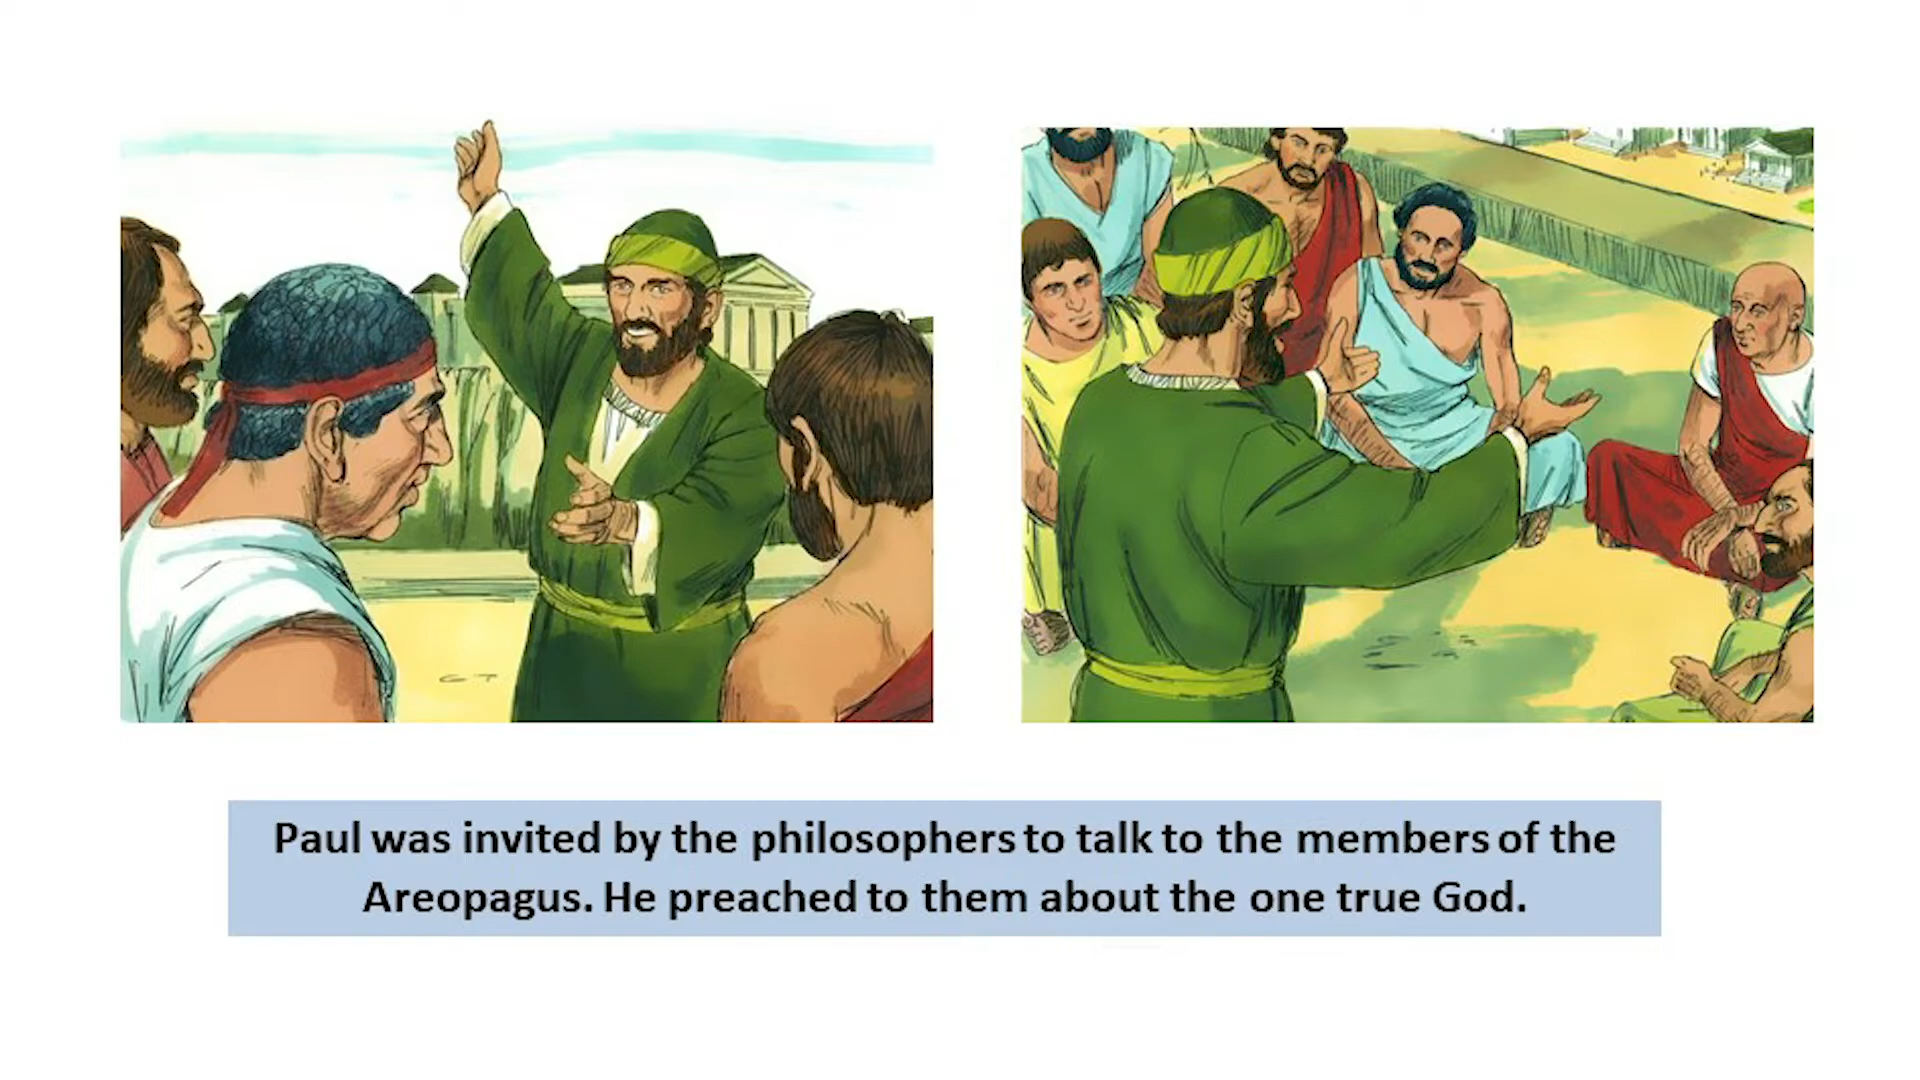 Paul was invited by the philosophers to talk to the members of the
Areopagus. He preached to them about the one true God.